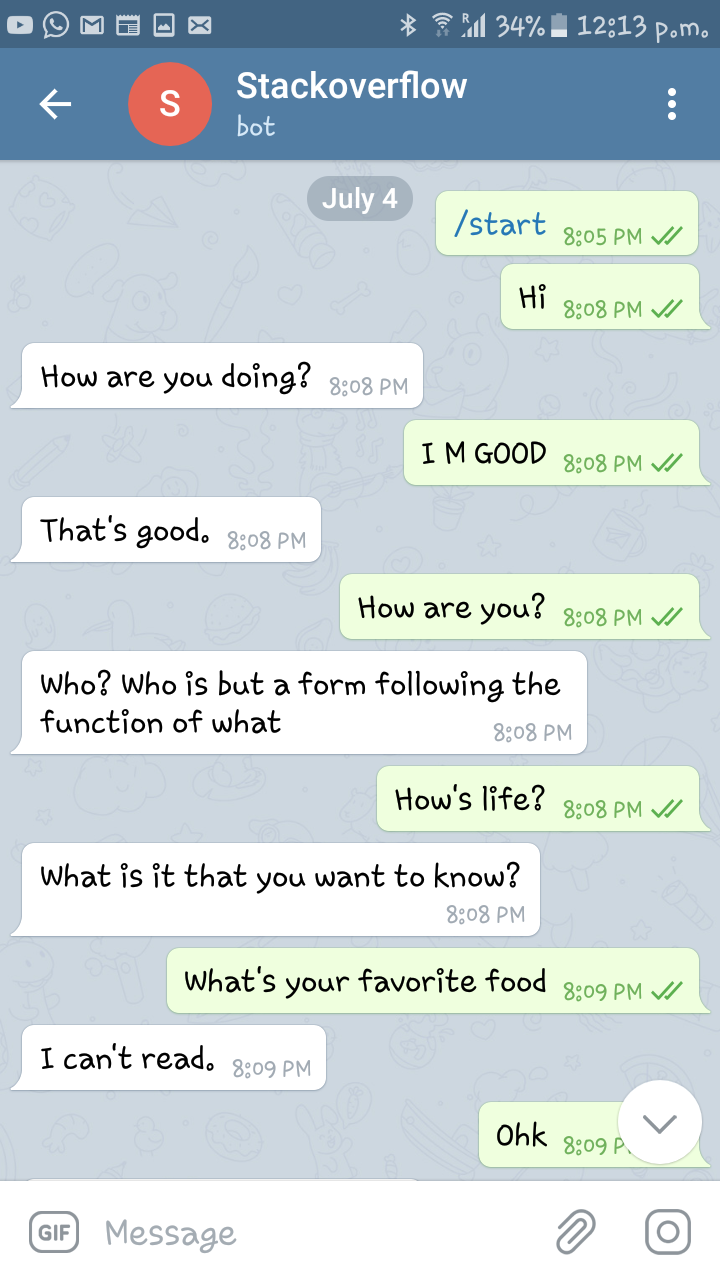 R 34% 12:13 p.m.
S
Stackoverflow
bot
July 4
/start 8:05 PM
Hi 8:08 PM
How are you doing? 8:08 PM
I M GOOD 8:08 PM
That's good. 8:08 PM
How are you? 8:08 PM
Who? Who is but a form following the
function of what 8:08 PM
How's life? 8:08 PM
What is it that you want to know?
8:08 PM
What's your favorite food 8:09 PM
I can't read. 8:09 PM
Ohk 8:09 P
GIF Message